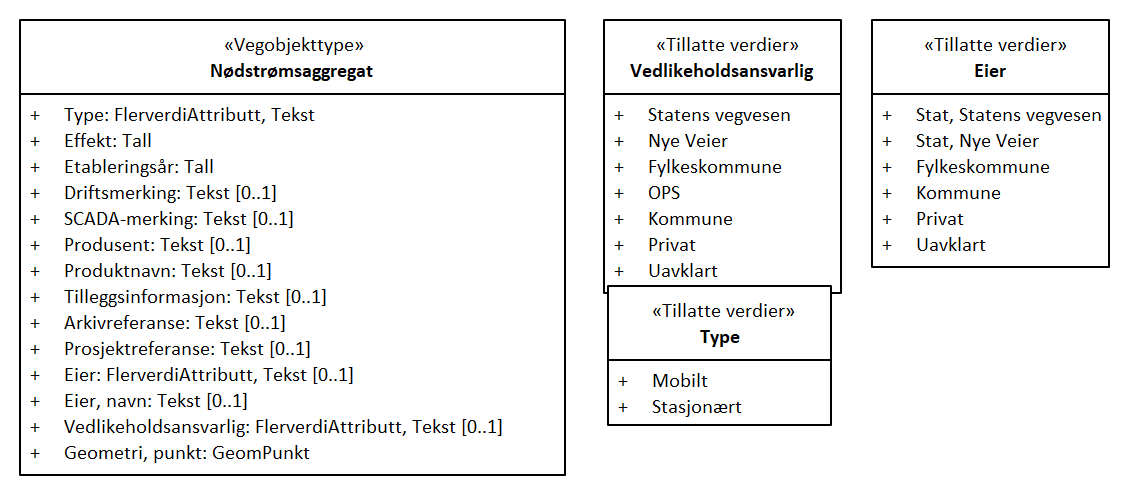 «Vegobjekttype»
Nødstrømsaggregat
+ Type: FlerverdiAttributt, Tekst
+ Effekt: Tall
+ Etableringsår: Tall
+ Driftsmerking: Tekst [0..1]
+ SCADA-merking: Tekst [0..1]
+ Produsent: Tekst [0..1]
+ Produktnavn: Tekst [0..1]
+ Tilleggsinformasjon: Tekst [0..1]
+ Arkivreferanse: Tekst [0..1]
+ Prosjektreferanse: Tekst [0..1]
+ Eier: FlerverdiAttributt, Tekst [0..1]
+ Eier, navn: Tekst [0..1]
+ Vedlikeholdsansvarlig: FlerverdiAttributt, Tekst [0..1]
+ Geometri, punkt: GeomPunkt
«Tillatte verdier»
Vedlikeholdsansvarlig
+ Statens vegvesen
+ Nye Veier
+ Fylkeskommune
+ OPS
+ Kommune
+ Privat
+ Uavklart
«Tillatte verdier»
Type
+ Mobilt
+ Stasjonært
«Tillatte verdier»
Eier
+ Stat, Statens vegvesen
+ Stat, Nye Veier
+ Fylkeskommune
+ Kommune
+ Privat
+ Uavklart